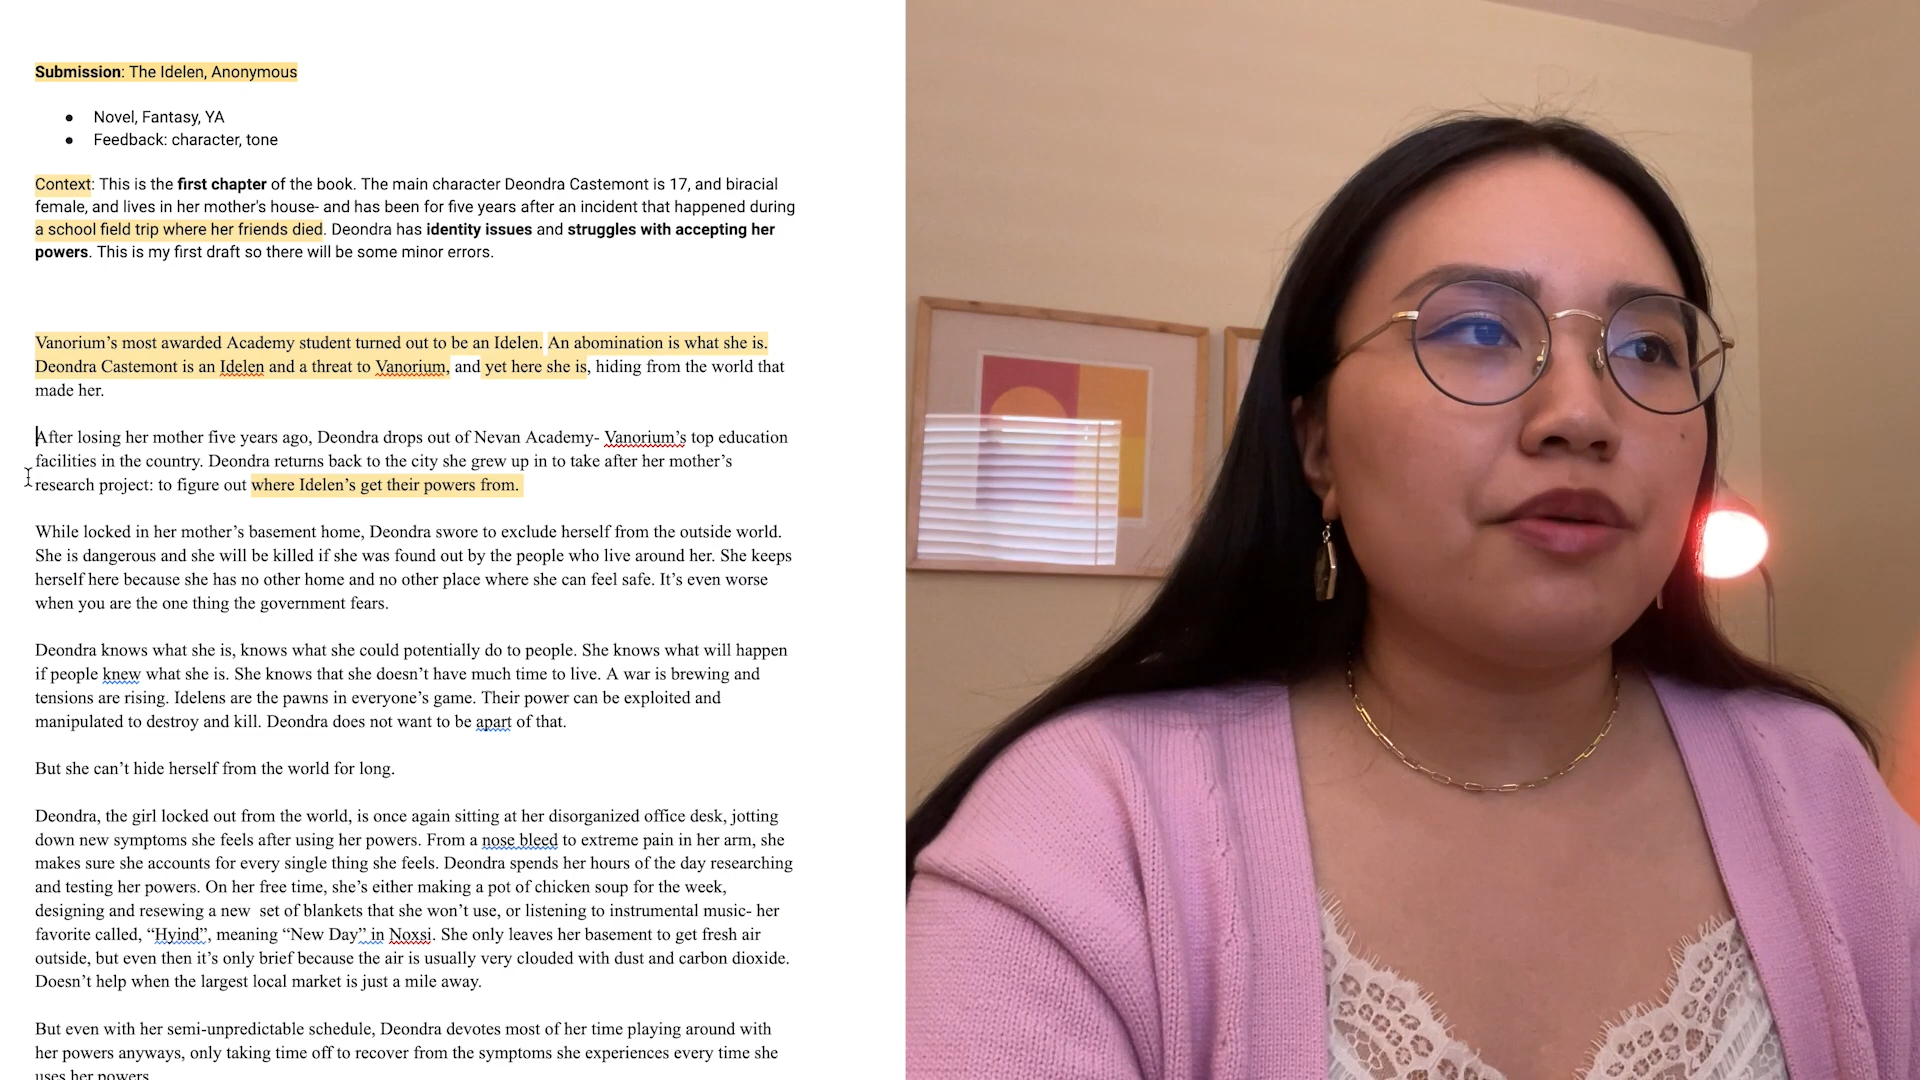 Submission: The Idelen, Anonymous
● Novel, Fantasy, YA
● Feedback: character, tone
Context: This is the first chapter of the book. The main character Deondra Castemont is 17, and biracial
female, and lives in her mother's house- and has been for five years after an incident that happened during
a school field trip where her friends died. Deondra has identity issues and struggles with accepting her
powers. This is my first draft so there will be some minor errors.
Vanorium’s most awarded Academy student turned out to be an Idelen. An abomination is what she is.
Deondra Castemont is an Idelen and a threat to Vanorium, and yet here she is, hiding from the world that
made her.
After losing her mother five years ago, Deondra drops out of Nevan Academy- Vanorium’s top education
facilities in the country. Deondra returns back to the city she grew up in to take after her mother’s
research project: to figure out where Idelen’s get their powers from.
While locked in her mother’s basement home, Deondra swore to exclude herself from the outside world.
She is dangerous and she will be killed if she was found out by the people who live around her. She keeps
herself here because she has no other home and no other place where she can feel safe. It’s even worse
when you are the one thing the government fears.
Deondra knows what she is, knows what she could potentially do to people. She knows what will happen
if people knew what she is. She knows that she doesn’t have much time to live. A war is brewing and
tensions are rising. Idelens are the pawns in everyone’s game. Their power can be exploited and
manipulated to destroy and kill. Deondra does not want to be apart of that.
But she can’t hide herself from the world for long.
Deondra, the girl locked out from the world, is once again sitting at her disorganized office desk, jotting
down new symptoms she feels after using her powers. From a nose bleed to extreme pain in her arm, she
makes sure she accounts for every single thing she feels. Deondra spends her hours of the day researching
and testing her powers. On her free time, she’s either making a pot of chicken soup for the week,
designing and resewing a new  set of blankets that she won’t use, or listening to instrumental music- her
favorite called, “Hyind”, meaning “New Day” in Noxsi. She only leaves her basement to get fresh air
outside, but even then it’s only brief because the air is usually very clouded with dust and carbon dioxide.
Doesn’t help when the largest local market is just a mile away.
But even with her semi-unpredictable schedule, Deondra devotes most of her time playing around with
her powers anyways, only taking time off to recover from the symptoms she experiences every time she
uses her powers.